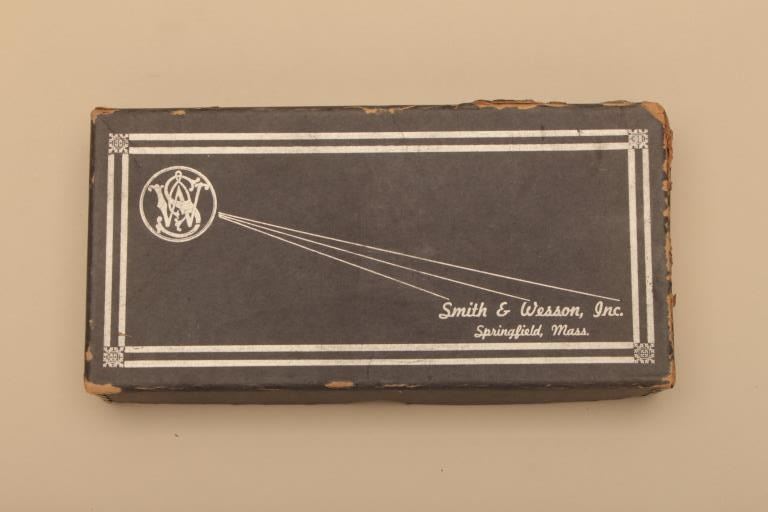 S&W
Smith & Wesson, Inc.
Springfield, Mass.